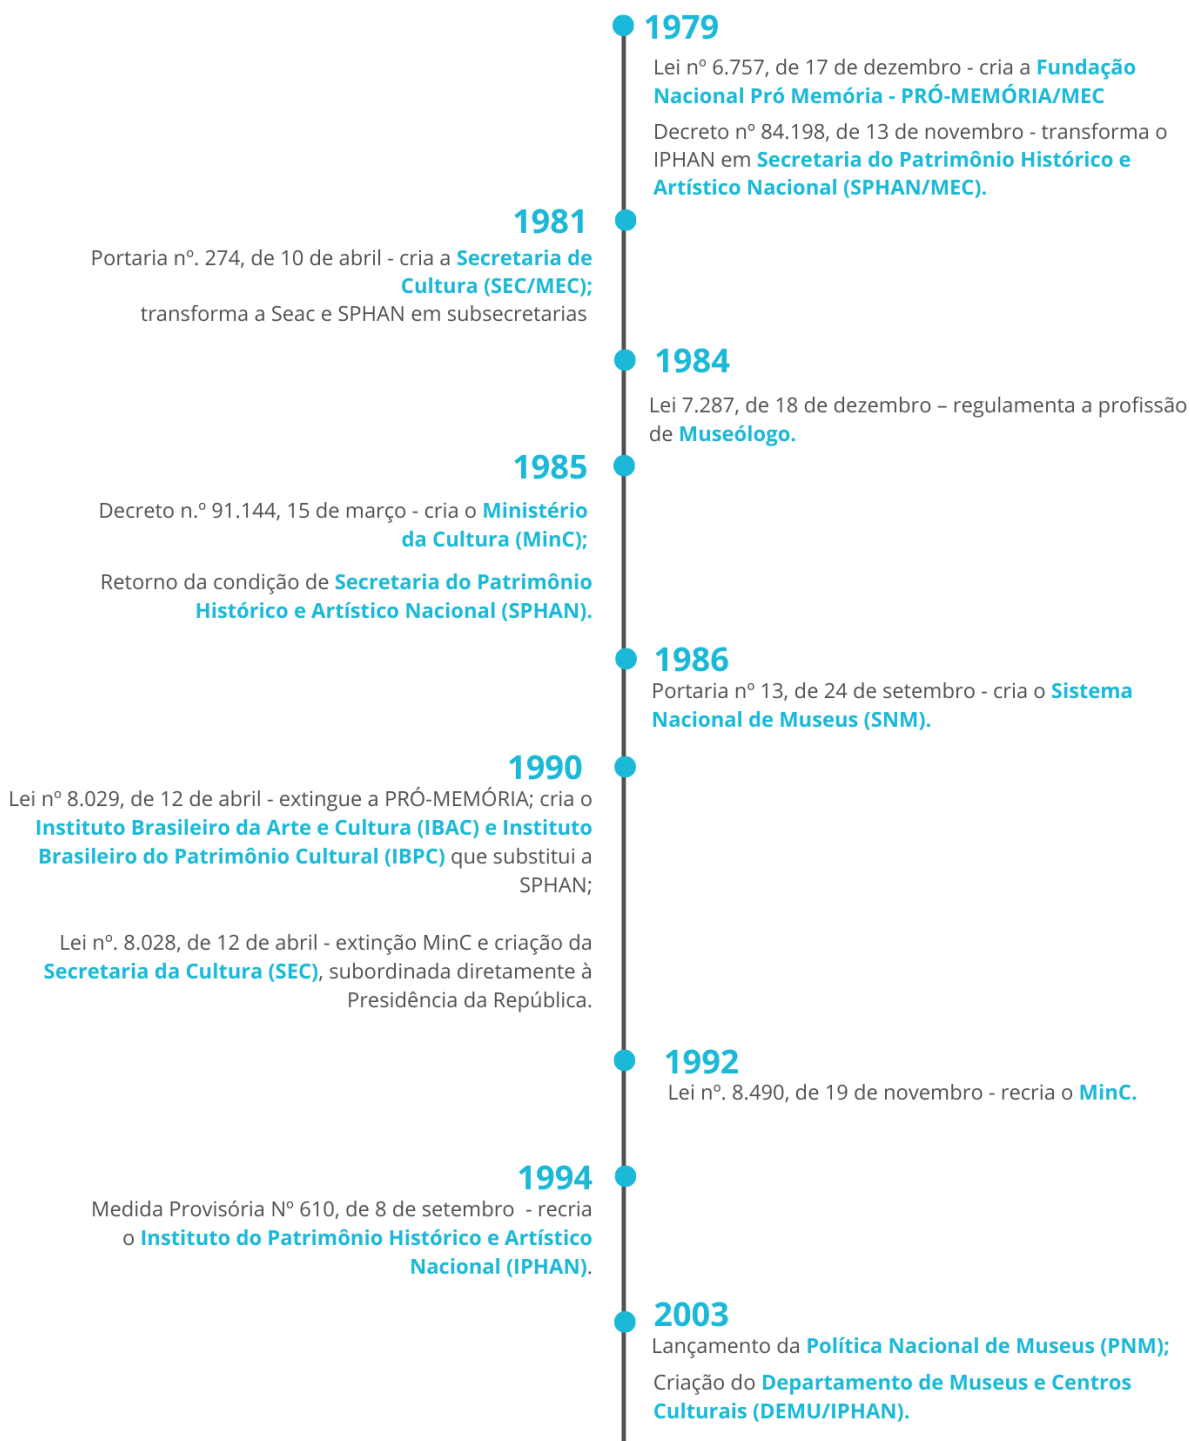 1979
Lei nº 6.757, de 17 de dezembro - cria a Fundação
Nacional Pró Memória - PRÓ-MEMÓRIA/MEC
Decreto nº 84.198, de 13 de novembro - transforma o
IPHAN em Secretaria do Patrimônio Histórico e
Artístico Nacional (SPHAN/MEC).
1981
Portaria nº. 274, de 10 de abril - cria a Secretaria de
Cultura (SEC/MEC);
transforma a Seac e SPHAN em subsecretarias
1984
Lei 7.287, de 18 de dezembro – regulamenta a profissão
de Museólogo.
1985
Decreto n.º 91.144, 15 de março - cria o Ministério
da Cultura (MinC);
Retorno da condição de Secretaria do Patrimônio
Histórico e Artístico Nacional (SPHAN).
1986
Portaria nº 13, de 24 de setembro - cria o Sistema
Nacional de Museus (SNM).
1990
Lei nº 8.029, de 12 de abril - extingue a PRÓ-MEMÓRIA; cria o
Instituto Brasileiro da Arte e Cultura (IBAC) e Instituto
Brasileiro do Patrimônio Cultural (IBPC) que substitui a
SPHAN;
Lei nº. 8.028, de 12 de abril - extinção MinC e criação da
Secretaria da Cultura (SEC), subordinada diretamente à
Presidência da República.
1992
Lei nº. 8.490, de 19 de novembro - recria o MinC.
1994
Medida Provisória Nº 610, de 8 de setembro - recria
o Instituto do Patrimônio Histórico e Artístico
Nacional (IPHAN).
2003
Lançamento da Política Nacional de Museus (PNM);
Criação do Departamento de Museus e Centros
Culturais (DEMU/IPHAN).